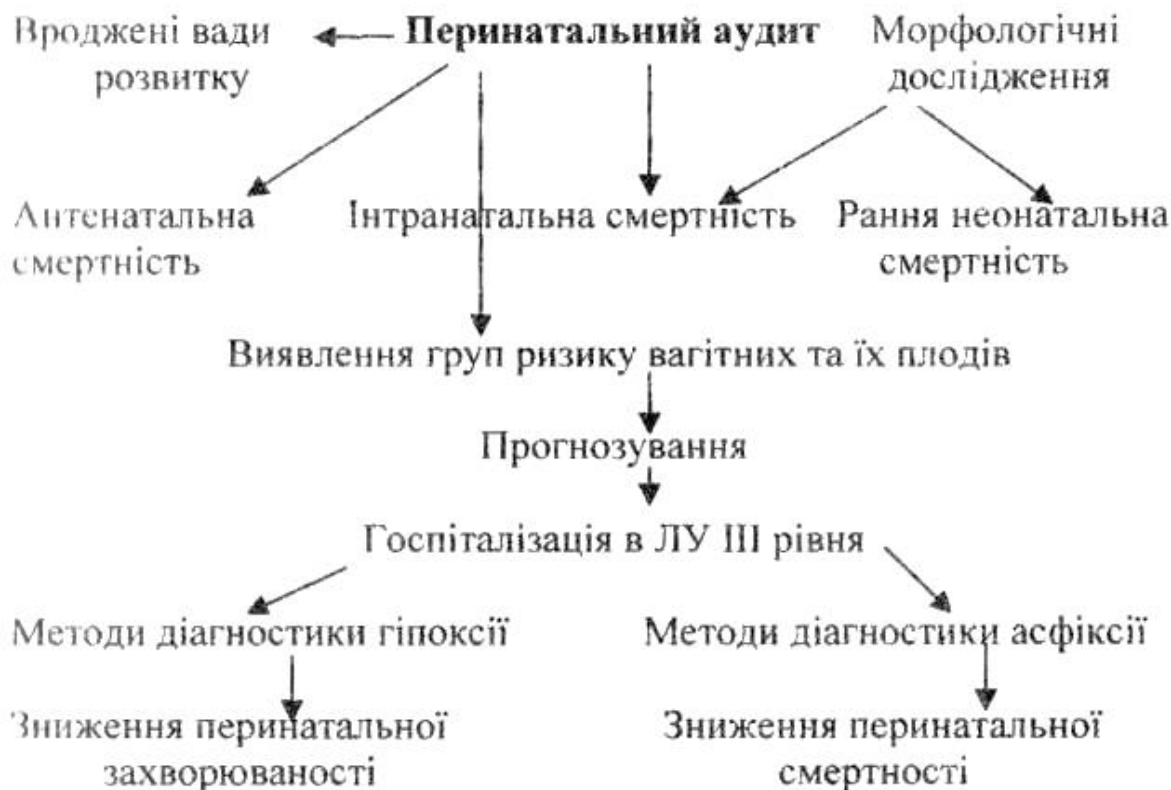 Вроджені вади
розвитку
Перинатальний аудит
Морфологічні
дослідження
Антенатальна
смертність
Інтранатальна смертність
Рання неонатальна
смертність
Виявлення груп ризику вагітних та їх плодів
Прогнозування
Госпіталізація в ЛУ III рівня
Методи діагностики гіпоксії
Методи діагностики асфіксії
Зниження перинатальної
захворюваності
Зниження перинатальної
смертності